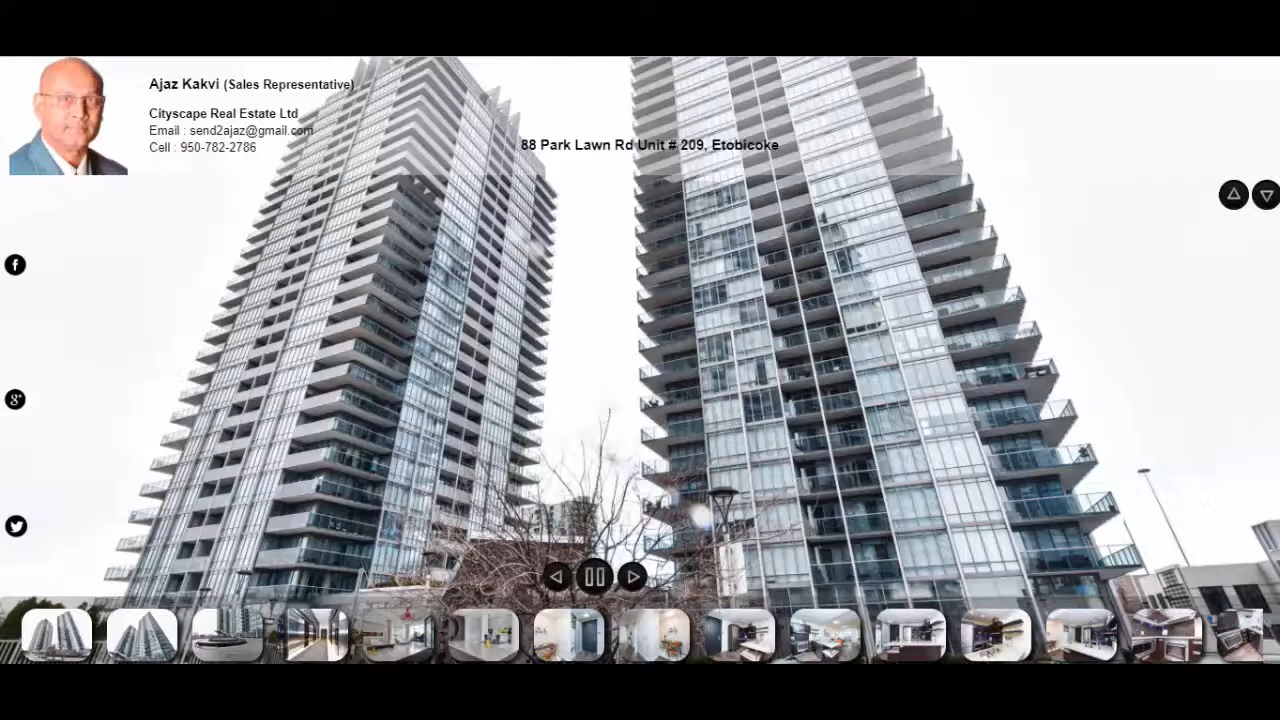 Ajaz Kakvi (Sales Representative)
Cityscape Real Estate Ltd
Email : send2ajaz@gmail.com
Cell : 950-782-2786
88 Park Lawn Rd Unit # 209, Etobicoke